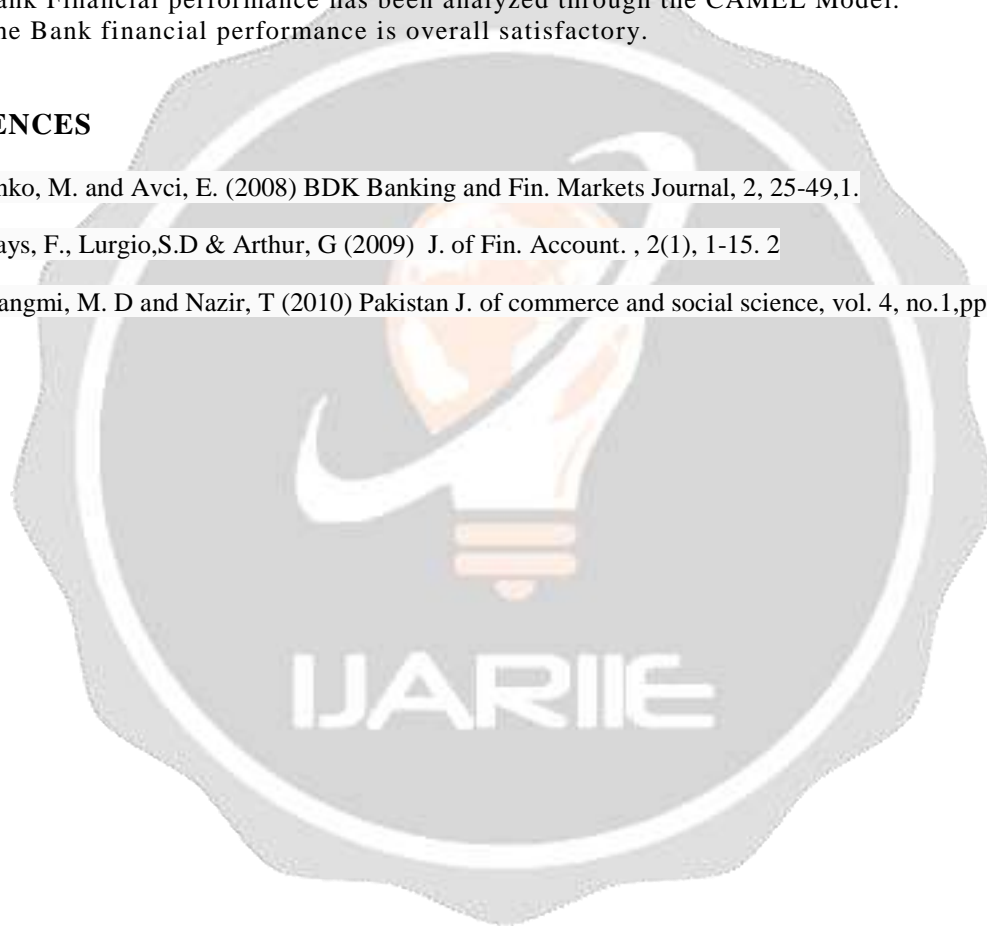 ank Financial performance has been analyzed through the CAMEL Model.
he Bank financial performance is overall satisfactory.
ENCES
nko, M. and Avci, E. (2008) BDK Banking and Fin. Markets Journal, 2, 25-49,1.
ays, F., Lurgio,S.D & Arthur, G (2009) J. of Fin. Account. , 2(1), 1-15. 2
angmi, M. D and Nazir, T (2010) Pakistan J. of commerce and social science, vol. 4, no.1,pp
IJARIIE